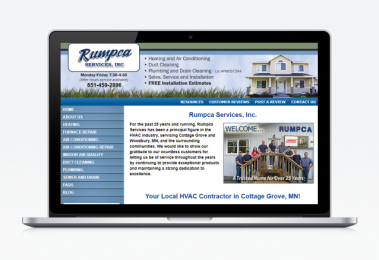 Rumpca
SERVICES, INC
Monday-Friday 7:30-4:00
(After hours service available)
651-459-2898
• Heating and Air Conditioning
• Duct Cleaning
• Plumbing and Drain Cleaning
• Sales, Service and Installation
• FREE Installation Estimates
RESOURCES CUSTOMER REVIEWS POST A REVIEW CONTACT US
HOME
ABOUT US
HEATING
FURNACE REPAIR
AIR CONDITIONING
AIR CONDITIONING REPAIR
INDOOR AIR QUALITY
DUCT CLEANING
PLUMBING
SEWER AND DRAIN
FAQS
BLOG
Rumpca Services, Inc.
For the past 25 years and running, Rumpca
Services has been a principal figure in the
HVAC industry, servicing Cottage Grove and
Woodbury, MN, and the surrounding
communities. We would like to show our
gratitude to our countless customers for
letting us be of service throughout the years
by continuing to provide exceptional products
and maintaining a strong dedication to
excellence.
WELCOME... RUMPCA
A Trusted Name for Over 25 Years!
Your Local HVAC Contractor in Cottage Grove, MN!